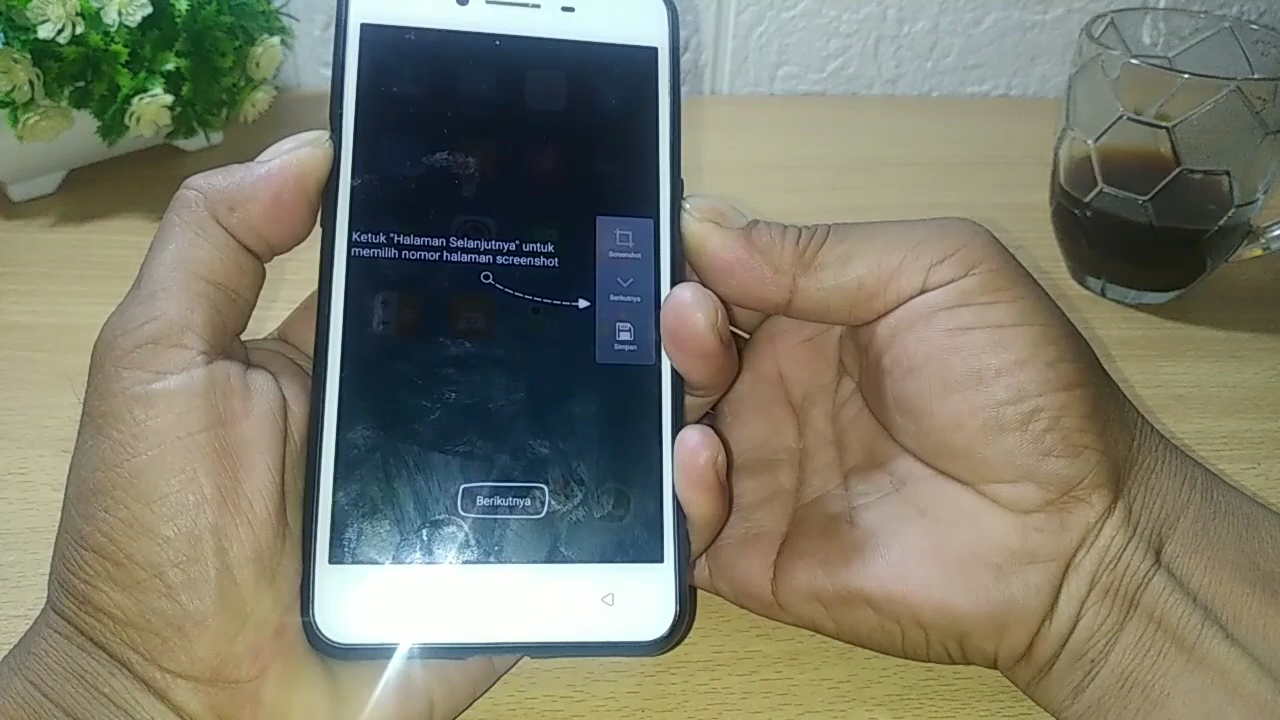 Ketuk "Halaman Selanjutnya" untuk
memilih nomor halaman screenshot
Screenshot
Berikutnya
Simpan
Berikutnya